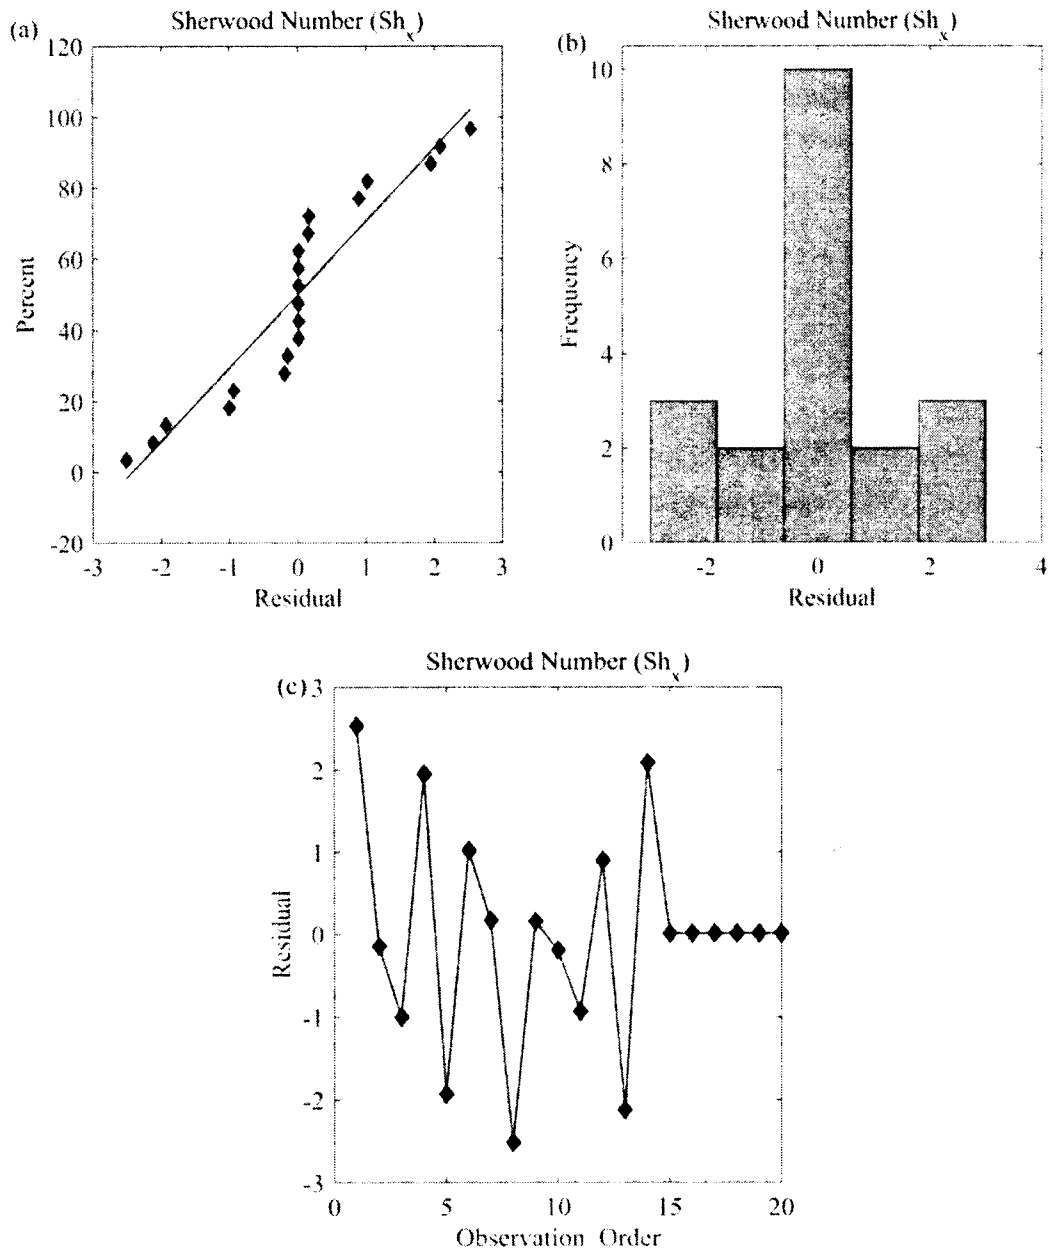 (a)
Sherwood Number (Shx)
120
100
80
60
40
20
0
-20
Percent
-3 -2 -1 0 1 2 3
Residual
(b)
Sherwood Number (Shx)
10
8
6
4
2
0
Frequency
-2 0 2 4
Residual
(c)
Sherwood Number (Shx)
3
2
1
0
-1
-2
-3
Residual
0 5 10 15 20
Observation Order